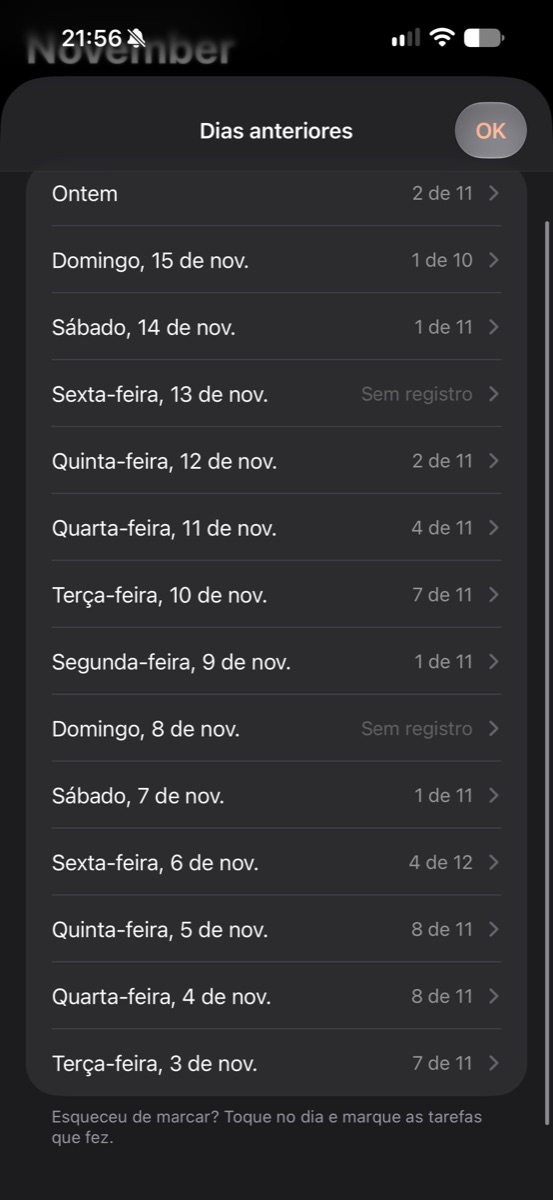 21:56
November
Dias anteriores
OK
Ontem 2 de 11
Domingo, 15 de nov. 1 de 10
Sábado, 14 de nov. 1 de 11
Sexta-feira, 13 de nov. Sem registro
Quinta-feira, 12 de nov. 2 de 11
Quarta-feira, 11 de nov. 4 de 11
Terça-feira, 10 de nov. 7 de 11
Segunda-feira, 9 de nov. 1 de 11
Domingo, 8 de nov. Sem registro
Sábado, 7 de nov. 1 de 11
Sexta-feira, 6 de nov. 4 de 12
Quinta-feira, 5 de nov. 8 de 11
Quarta-feira, 4 de nov. 8 de 11
Terça-feira, 3 de nov. 7 de 11
Esqueceu de marcar? Toque no dia e marque as tarefas
que fez.